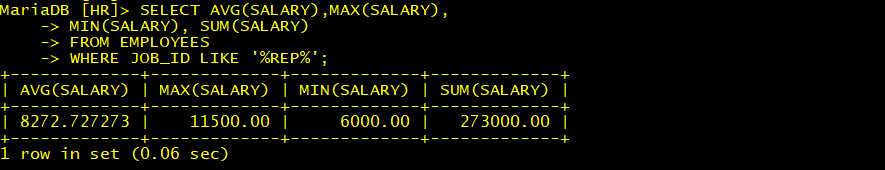 MariaDB [HR]> SELECT AVG(SALARY),MAX(SALARY),
    -> MIN(SALARY), SUM(SALARY)
    -> FROM EMPLOYEES
    -> WHERE JOB_ID LIKE '%REP%';
+-------------+-------------+-------------+-------------+
| AVG(SALARY) | MAX(SALARY) | MIN(SALARY) | SUM(SALARY) |
+-------------+-------------+-------------+-------------+
| 8272.727273 |    11500.00 |     6000.00 |   273000.00 |
+-------------+-------------+-------------+-------------+
1 row in set (0.06 sec)